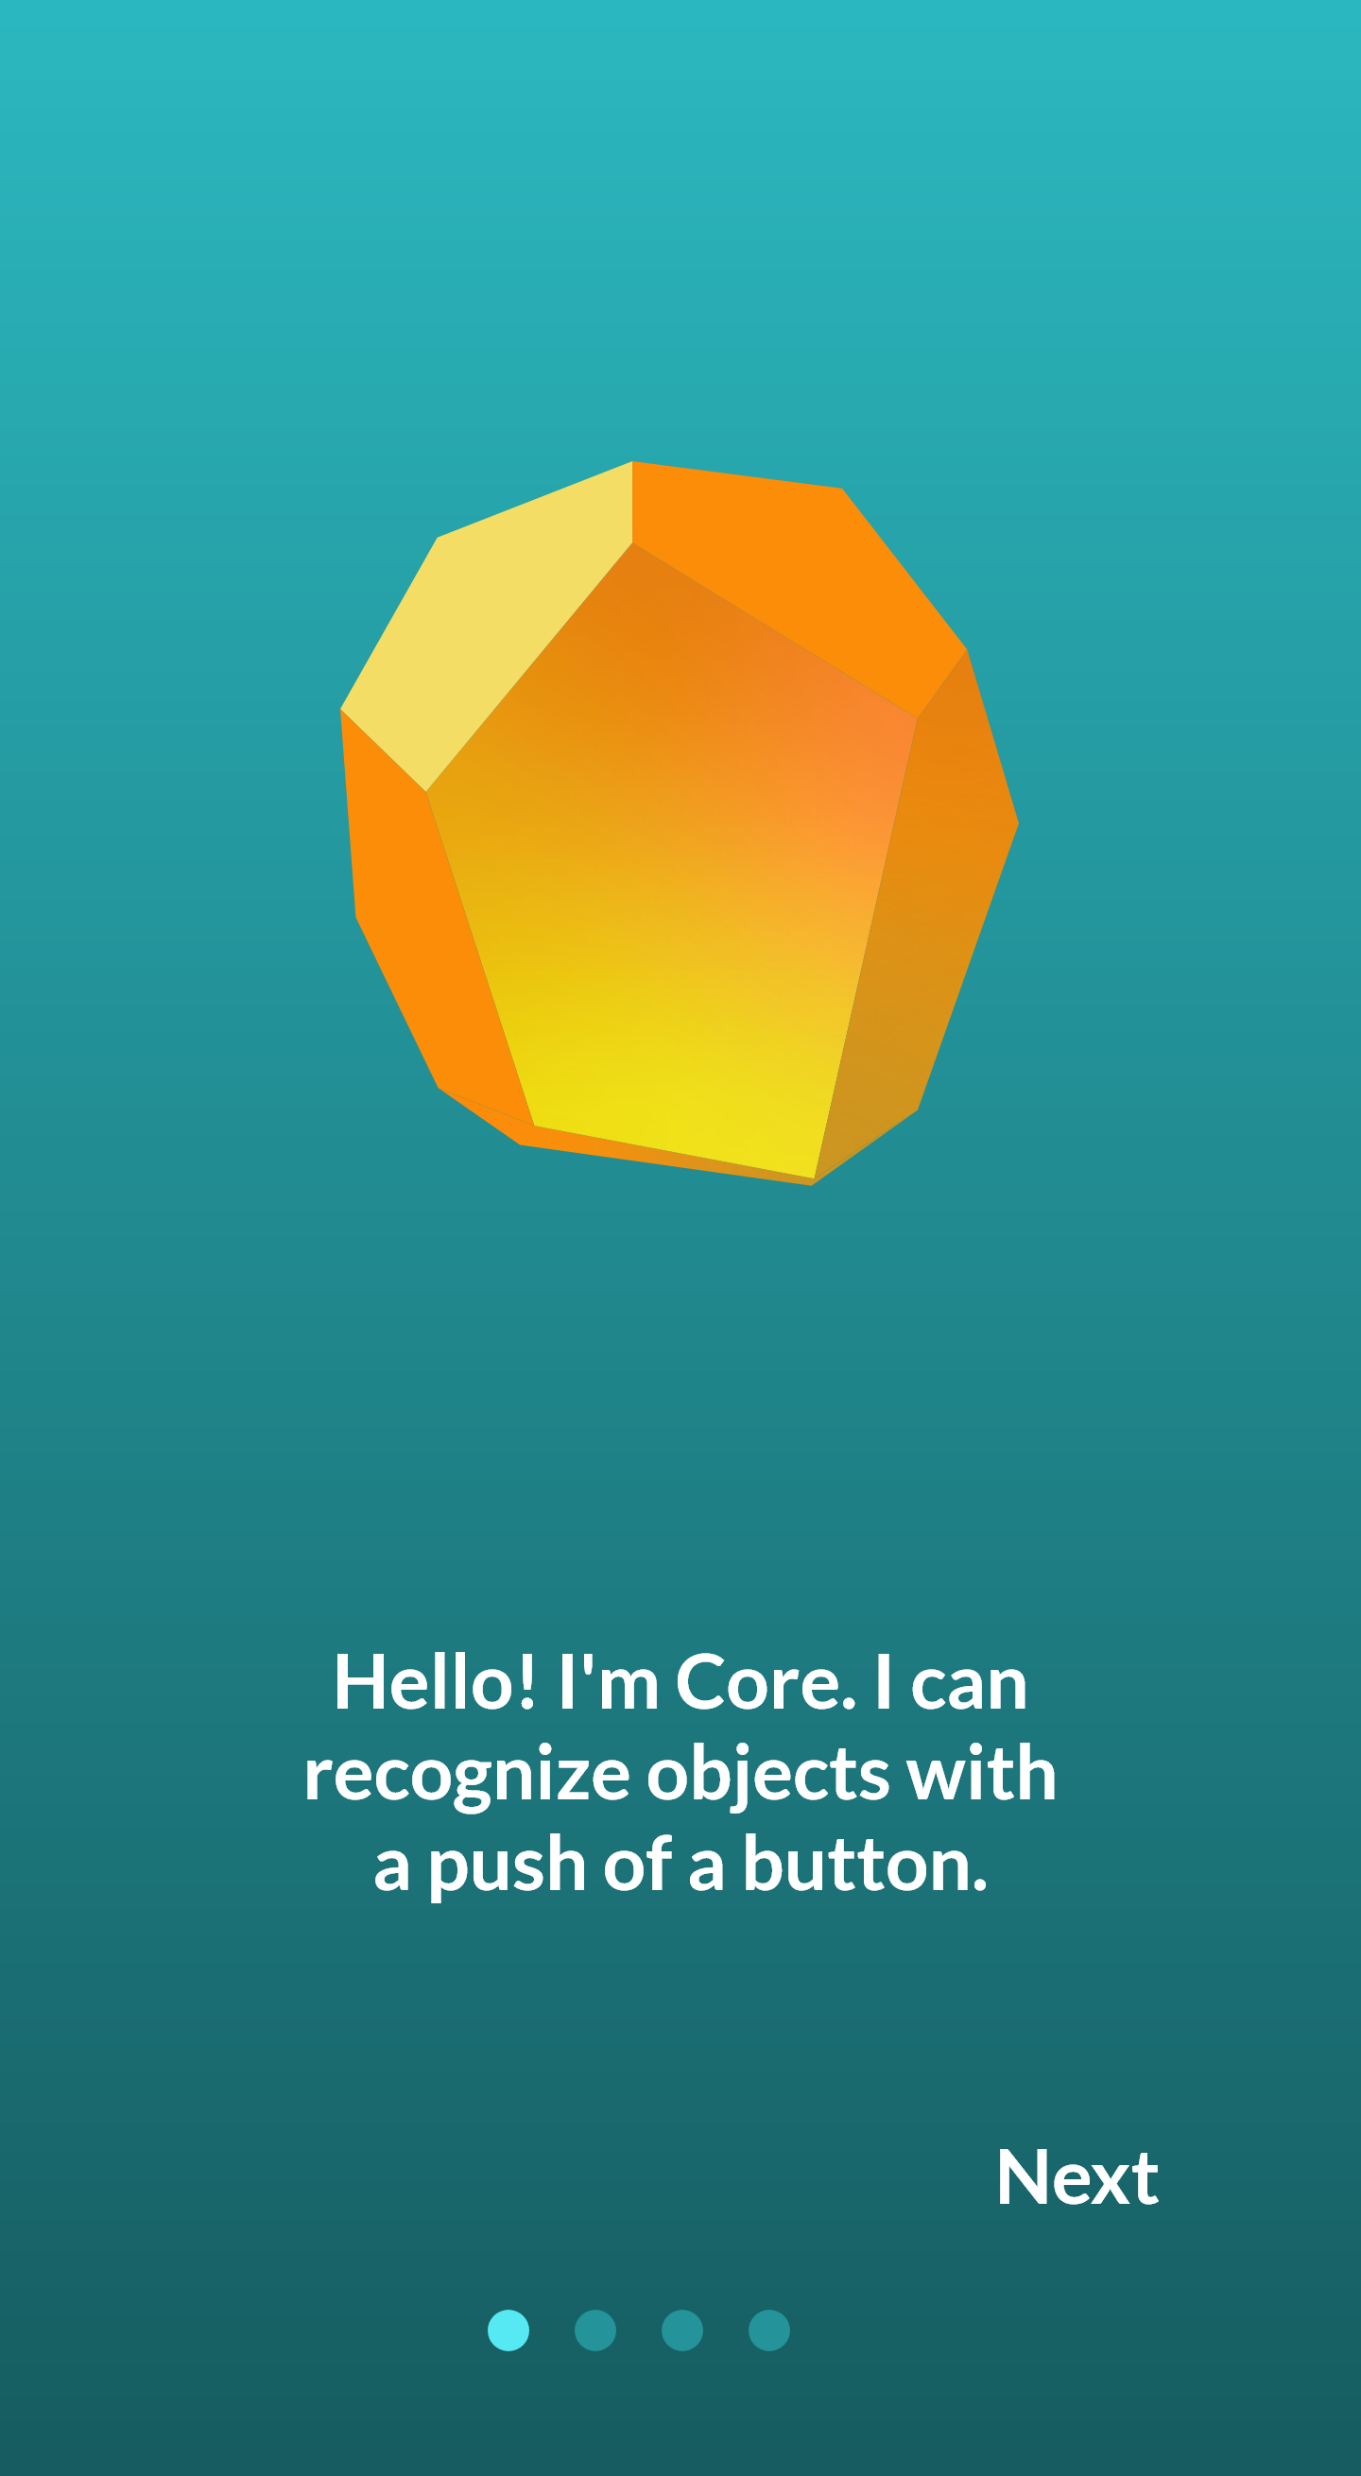 Hello! I'm Core. I can
recognize objects with
a push of a button.
Next